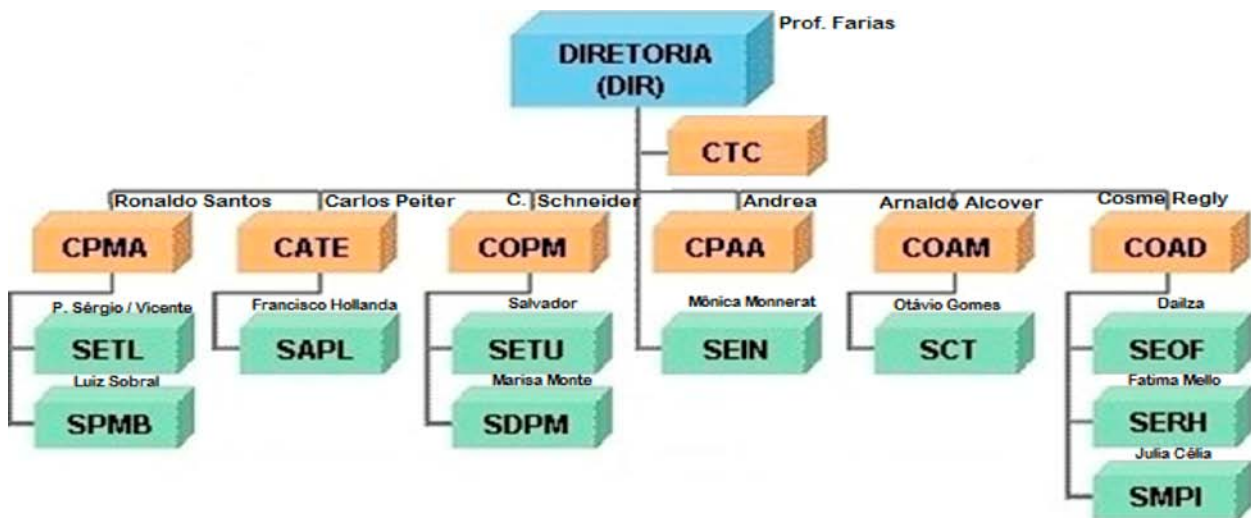 Prof. Farias
DIRETORIA
(DIR)
CTC
Ronaldo Santos
Carlos Peiter
C. Schneider
Andrea
Arnaldo Alcover
Cosme Regly
CPMA
CATE
COPM
CPAA
COAM
COAD
P. Sérgio / Vicente
Francisco Hollanda
Salvador
Mônica Monnerat
Otávio Gomes
Dailza
SETL
SAPL
SETU
SEIN
SCT
SEOF
Luiz Sobral
Marisa Monte
Fatima Mello
SPMB
SDPM
SERH
Julia Célia
SMPI